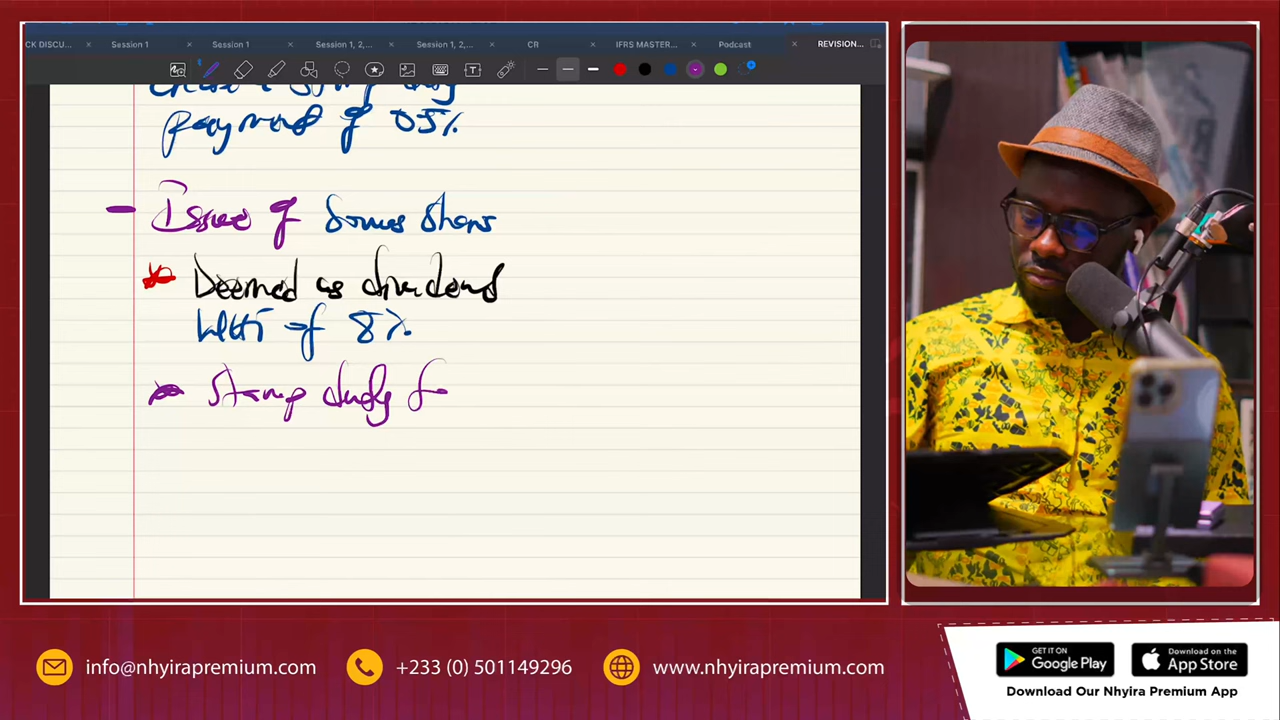 CK DISCU... × Session 1 × Session 1 × Session 1, 2,... × Session 1, 2,... × CR × IFRS MASTER... × Podcast × REVISION...
payment of 05%
- Issue of Bonus shares
Deemed as dividend
of 8%
Stamp duty fo
info@nhyirapremium.com
+233 (0) 501149296
www.nhyirapremium.com
GET IT ON
Google Play
Download on the
App Store
Download Our Nhyira Premium App